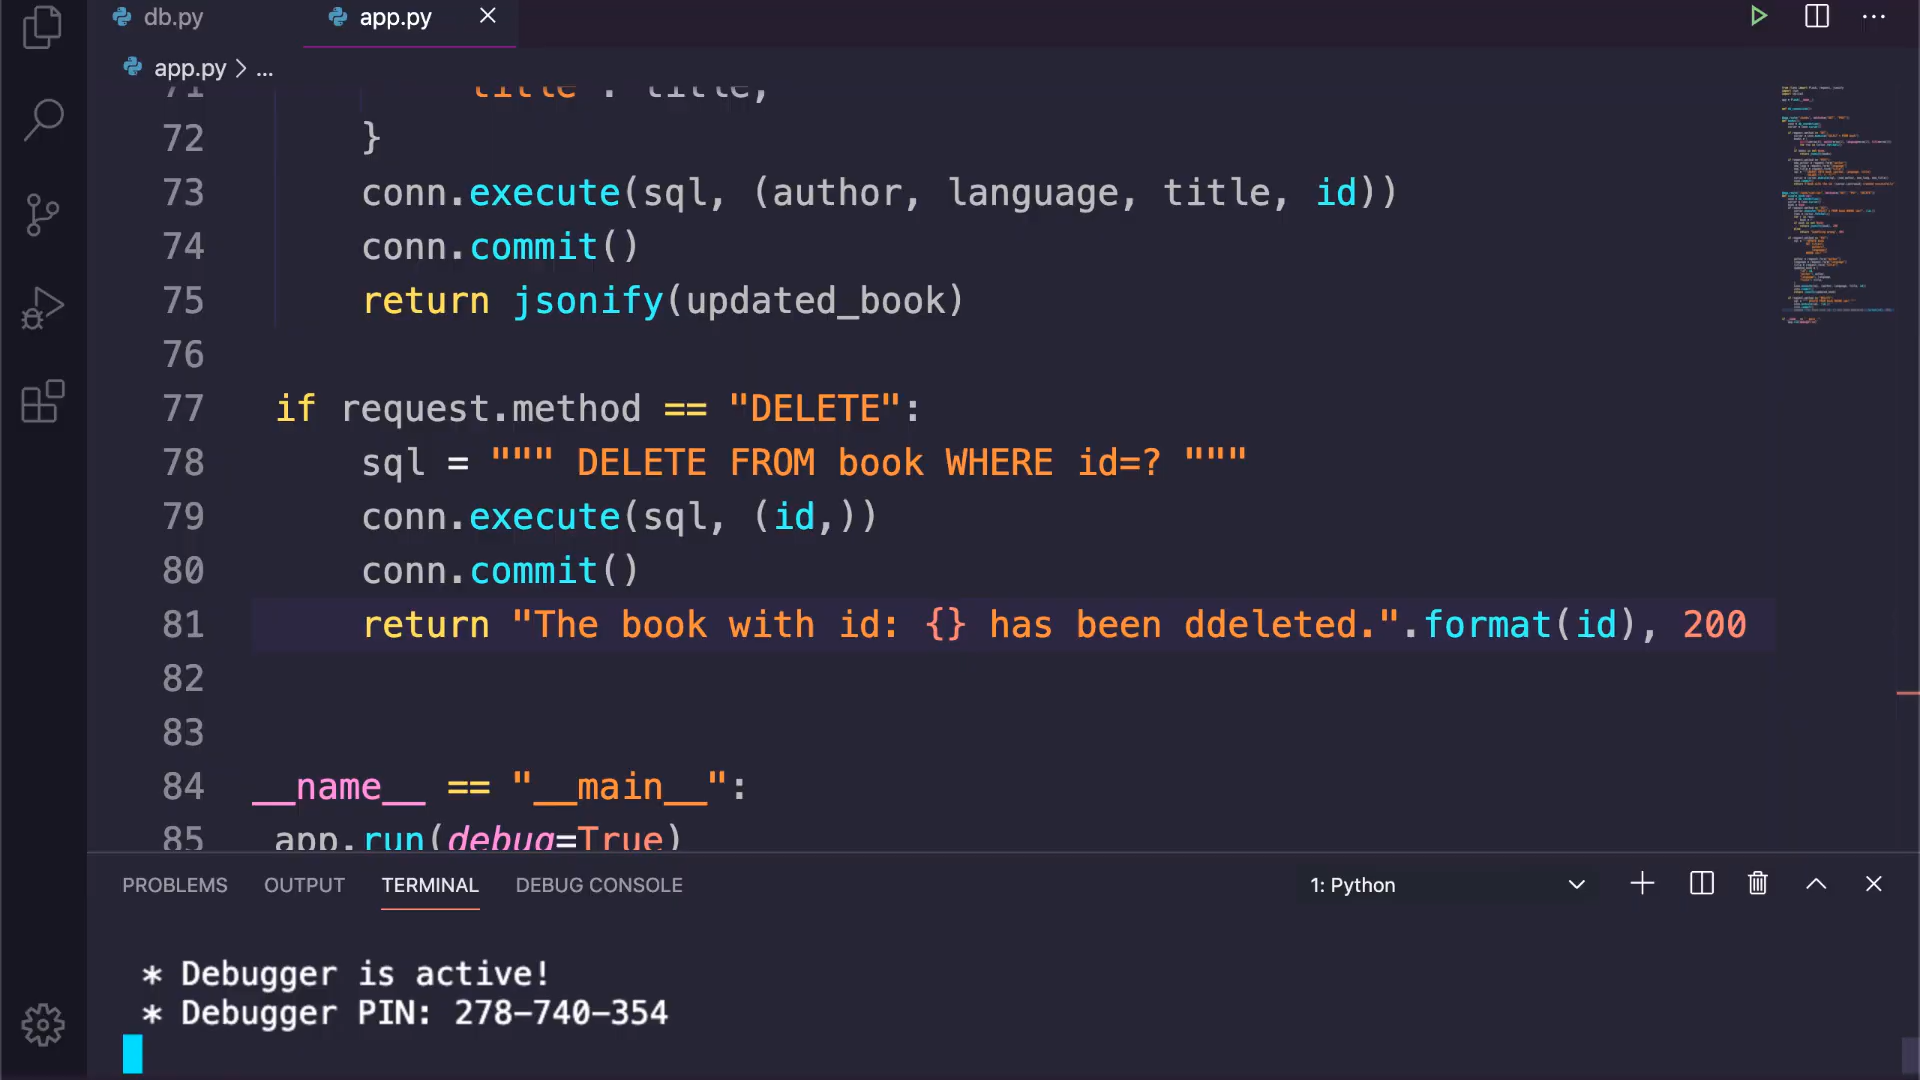 db.py
app.py
app.py > ...
71 title : title,
72 }
73 conn.execute(sql, (author, language, title, id))
74 conn.commit()
75 return jsonify(updated_book)
76
77 if request.method == "DELETE":
78 sql = """ DELETE FROM book WHERE id=? """
79 conn.execute(sql, (id,))
80 conn.commit()
81 return "The book with id: {} has been ddeleted.".format(id), 200
82
83
84 __name__ == "__main__":
85 app.run(debug=True)
PROBLEMS OUTPUT TERMINAL DEBUG CONSOLE 1: Python
* Debugger is active!
* Debugger PIN: 278-740-354